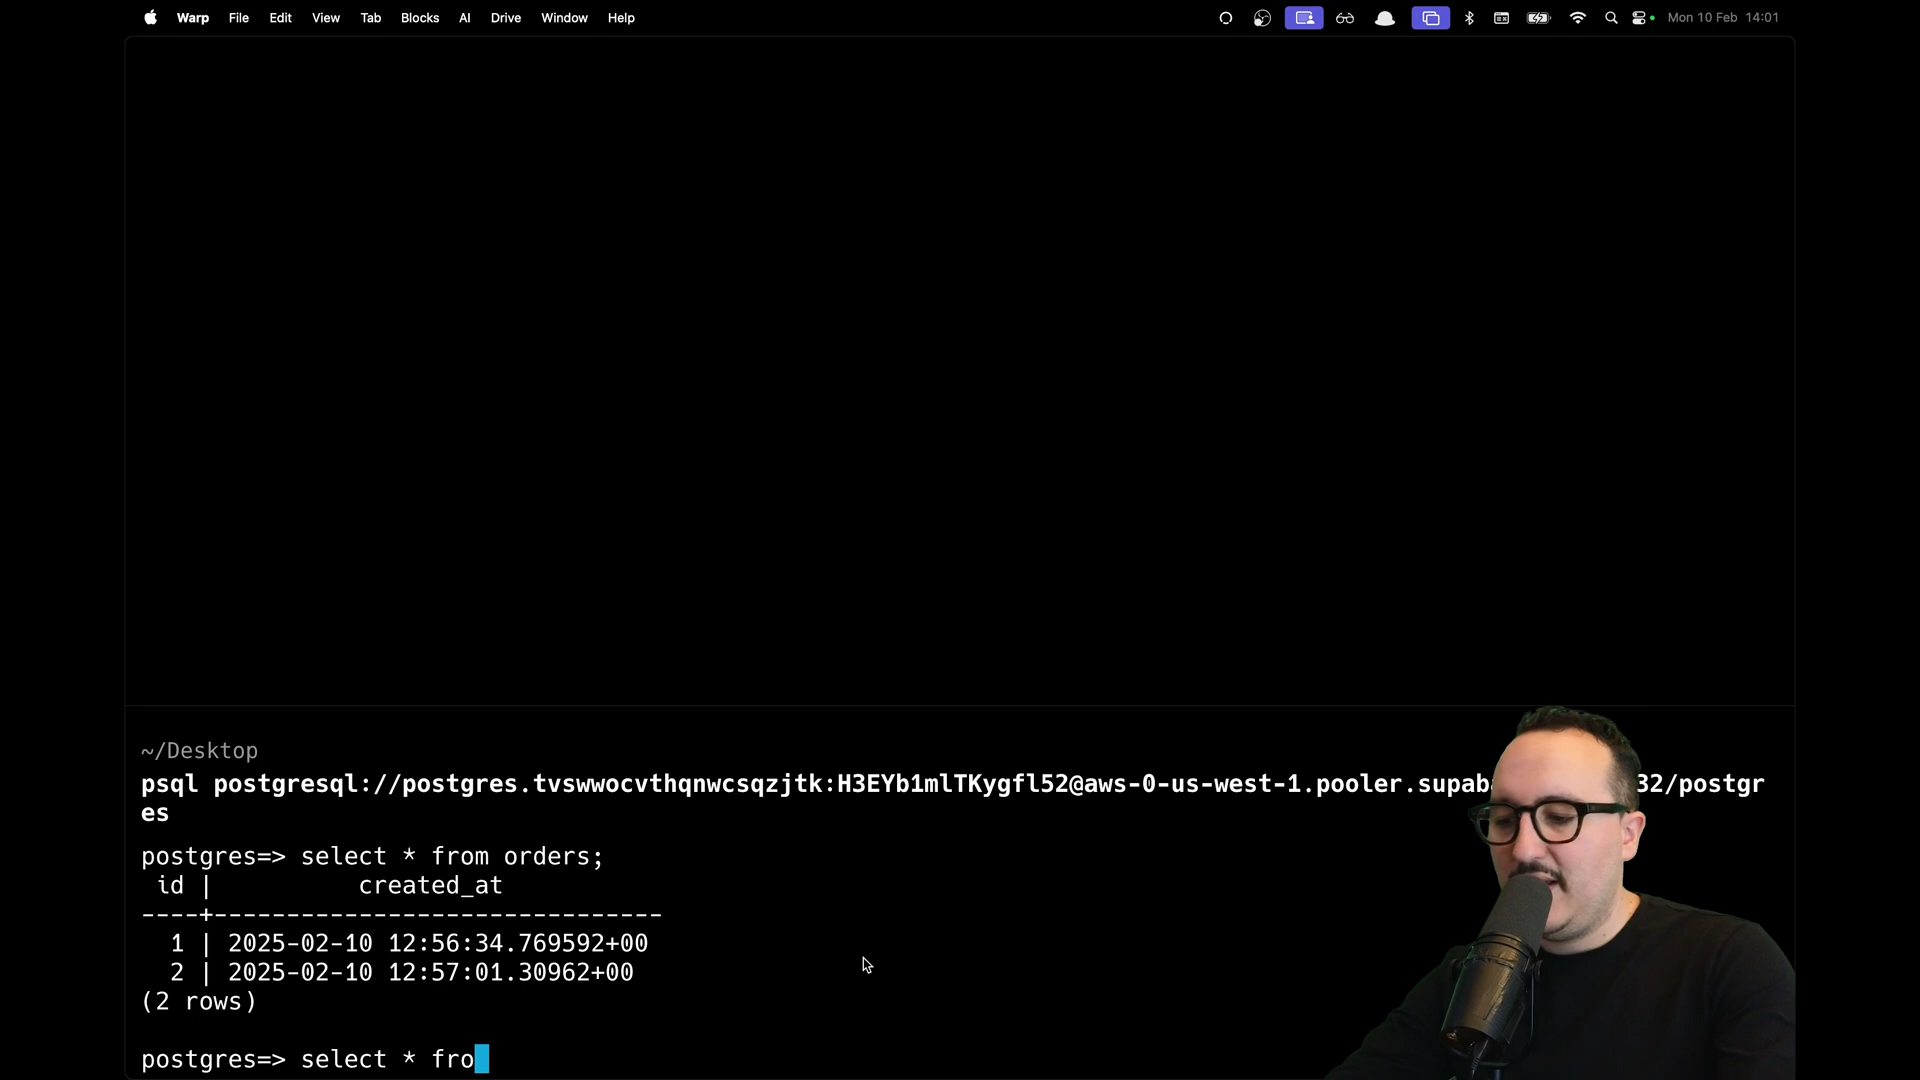 Warp File Edit View Tab Blocks AI Drive Window Help Mon 10 Feb 14:01
~/Desktop
psql postgresql://postgres.tvswwocvthqnwcsqzjtk:H3EYb1mlTKygfl52@aws-0-us-west-1.pooler.supab 32/postgr
es
postgres=> select * from orders;
id | created_at
----+-------------------------------
1 | 2025-02-10 12:56:34.769592+00
2 | 2025-02-10 12:57:01.30962+00
(2 rows)
postgres=> select * fro